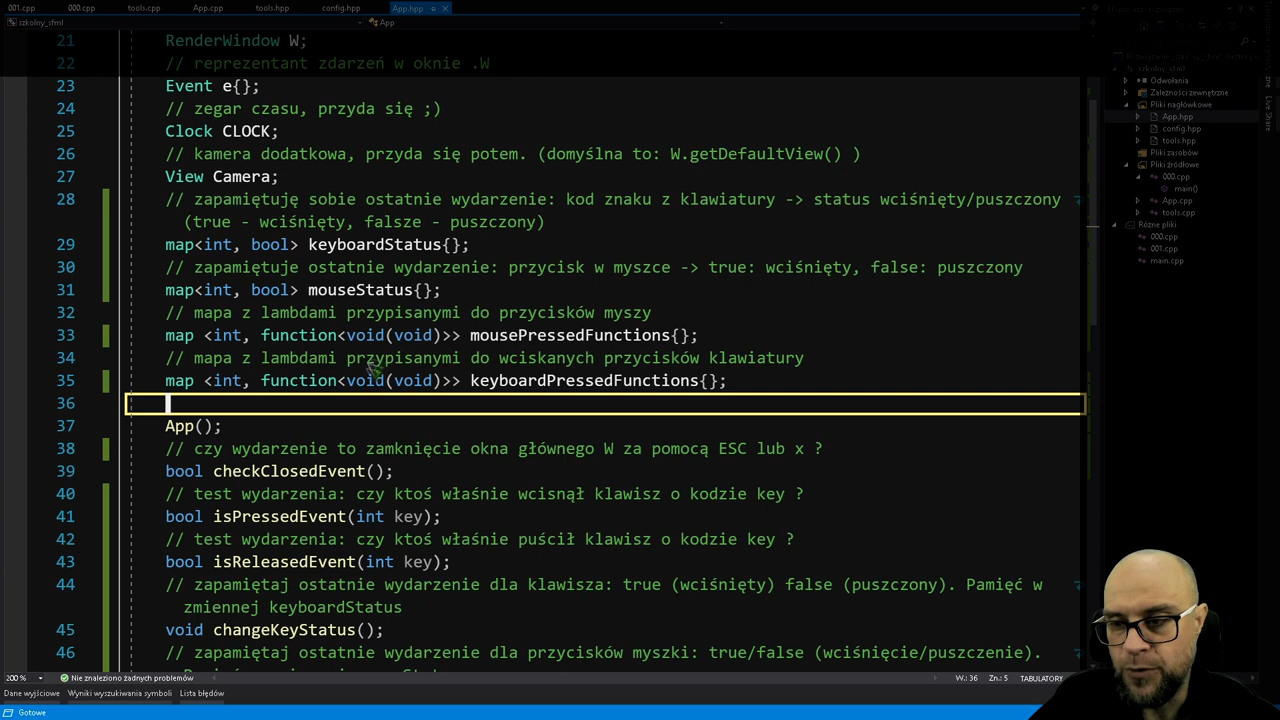 001.cpp 000.cpp tools.cpp App.cpp tools.hpp config.hpp App.hpp
szkolny_sfml App
21 RenderWindow W;
22 // reprezentant zdarzeń w oknie .W
23 Event e{};
24 // zegar czasu, przyda się ;)
25 Clock CLOCK;
26 // kamera dodatkowa, przyda się potem. (domyślna to: W.getDefaultView() )
27 View Camera;
28 // zapamiętuję sobie ostatnie wydarzenie: kod znaku z klawiatury -> status wciśnięty/puszczony
(true - wciśnięty, falsze - puszczony)
29 map<int, bool> keyboardStatus{};
30 // zapamiętuje ostatnie wydarzenie: przycisk w myszce -> true: wciśnięty, false: puszczony
31 map<int, bool> mouseStatus{};
32 // mapa z lambdami przypisanymi do przycisków myszy
33 map <int, function<void(void)>> mousePressedFunctions{};
34 // mapa z lambdami przypisanymi do wciskanych przycisków klawiatury
35 map <int, function<void(void)>> keyboardPressedFunctions{};
36
37 App();
38 // czy wydarzenie to zamknięcie okna głównego W za pomocą ESC lub x ?
39 bool checkClosedEvent();
40 // test wydarzenia: czy ktoś właśnie wcisnął klawisz o kodzie key ?
41 bool isPressedEvent(int key);
42 // test wydarzenia: czy ktoś właśnie puścił klawisz o kodzie key ?
43 bool isReleasedEvent(int key);
44 // zapamiętaj ostatnie wydarzenie dla klawisza: true (wciśnięty) false (puszczony). Pamięć w
zmiennej keyboardStatus
45 void changeKeyStatus();
46 // zapamiętaj ostatnie wydarzenie dla przycisków myszki: true/false (wciśnięcie/puszczenie).
szkolny_sfml
Odwołania
Zależności zewnętrzne
Pliki nagłówkowe
App.hpp
config.hpp
tools.hpp
Pliki zasobów
Pliki źródłowe
000.cpp
main()
App.cpp
tools.cpp
Różne pliki
000.cpp
001.cpp
main.cpp
Live Share
200 % Nie znaleziono żadnych problemów W.: 36 Zn.: 5 TABULATORY
Dane wyjściowe Wyniki wyszukiwania symboli Lista błędów
Gotowe